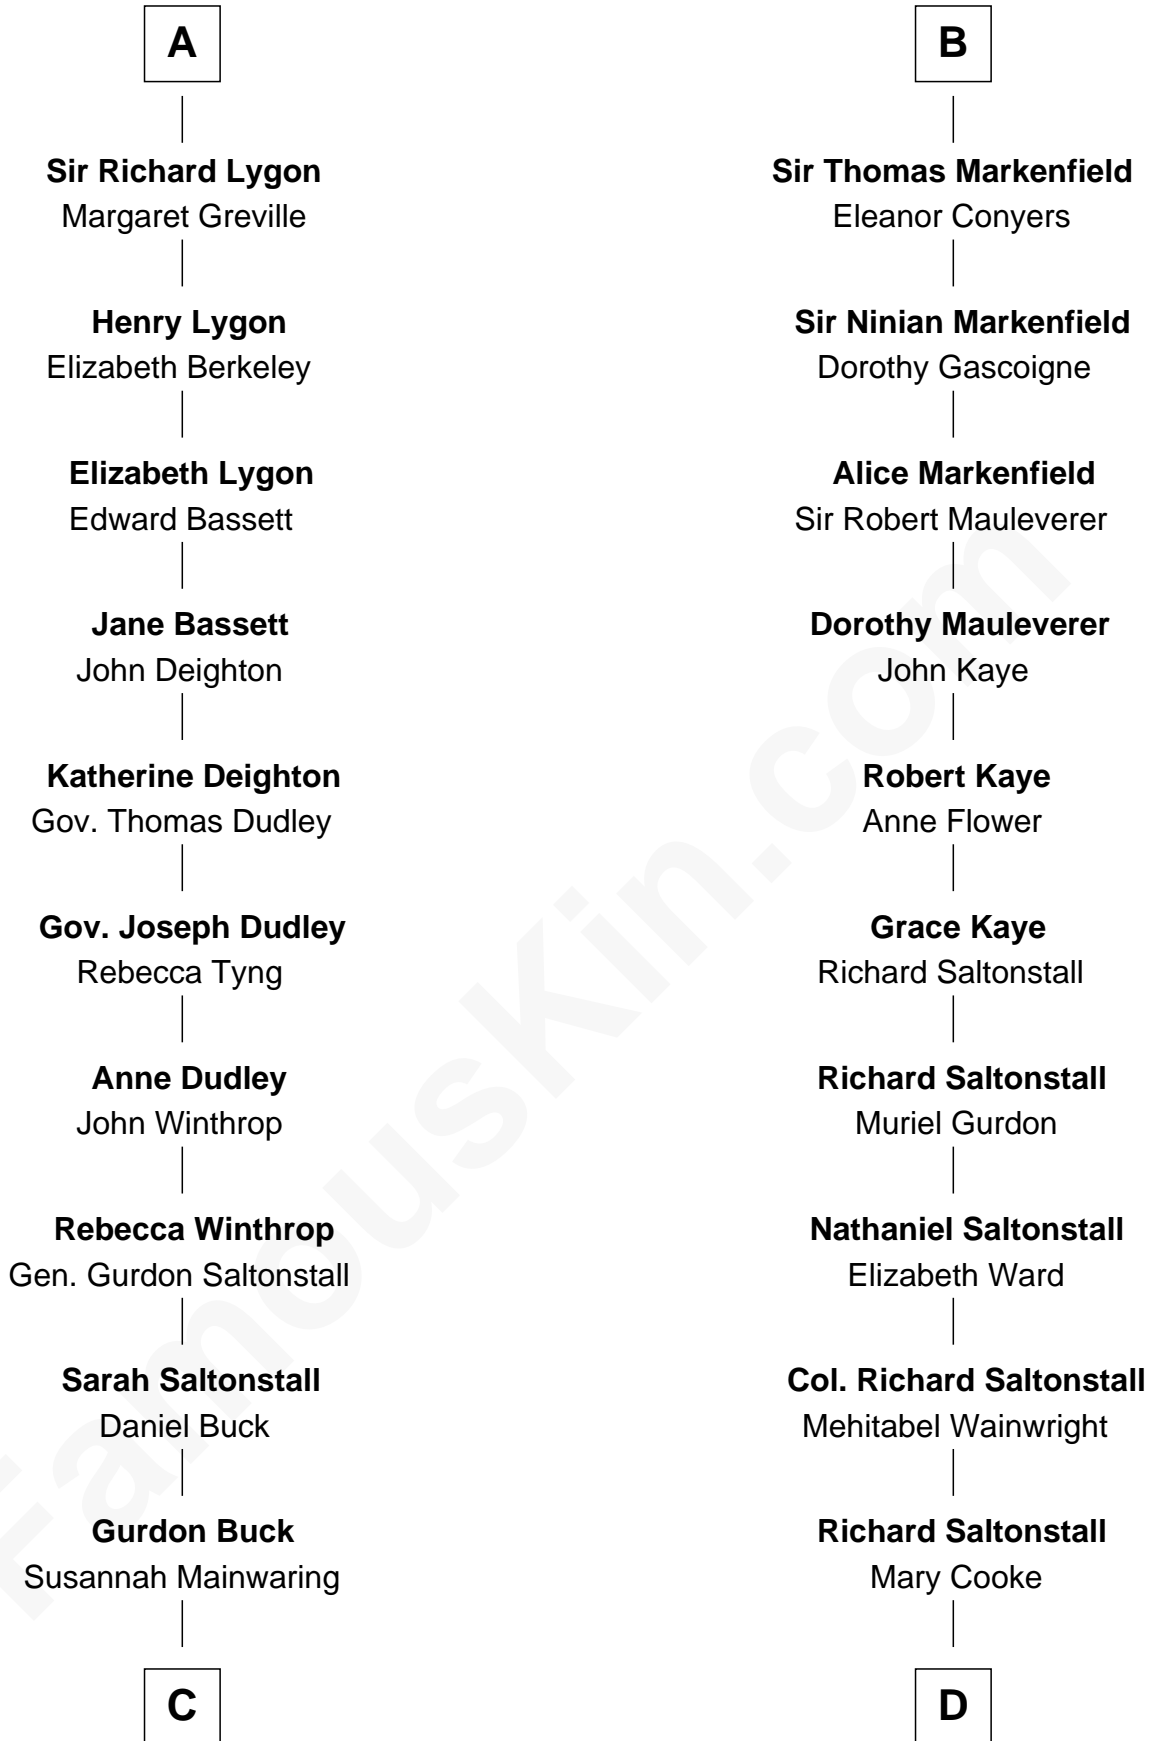 A
Sir Richard Lygon
Margaret Greville
Henry Lygon
Elizabeth Berkeley
Elizabeth Lygon
Edward Bassett
Jane Bassett
John Deighton
Katherine Deighton
Gov. Thomas Dudley
Gov. Joseph Dudley
Rebecca Tyng
Anne Dudley
John Winthrop
Rebecca Winthrop
Gen. Gurdon Saltonstall
Sarah Saltonstall
Daniel Buck
Gurdon Buck
Susannah Mainwaring
C
B
Sir Thomas Markenfield
Eleanor Conyers
Sir Ninian Markenfield
Dorothy Gascoigne
Alice Markenfield
Sir Robert Mauleverer
Dorothy Mauleverer
John Kaye
Robert Kaye
Anne Flower
Grace Kaye
Richard Saltonstall
Richard Saltonstall
Muriel Gurdon
Nathaniel Saltonstall
Elizabeth Ward
Col. Richard Saltonstall
Mehitabel Wainwright
Richard Saltonstall
Mary Cooke
D
FamousKin.com